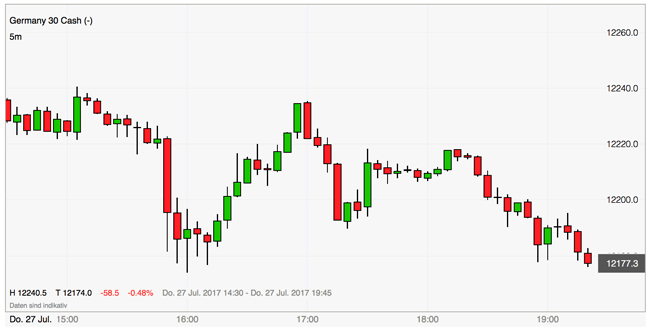 Germany 30 Cash (-)
5m
12260.0
12240.0
12220.0
12200.0
12177.3
H 12240.5 T 12174.0 -58.5 -0.48% Do. 27 Jul. 2017 14:30 - Do. 27 Jul. 2017 19:45
Daten sind indikativ
Do. 27 Jul. 15:00 16:00 17:00 18:00 19:00